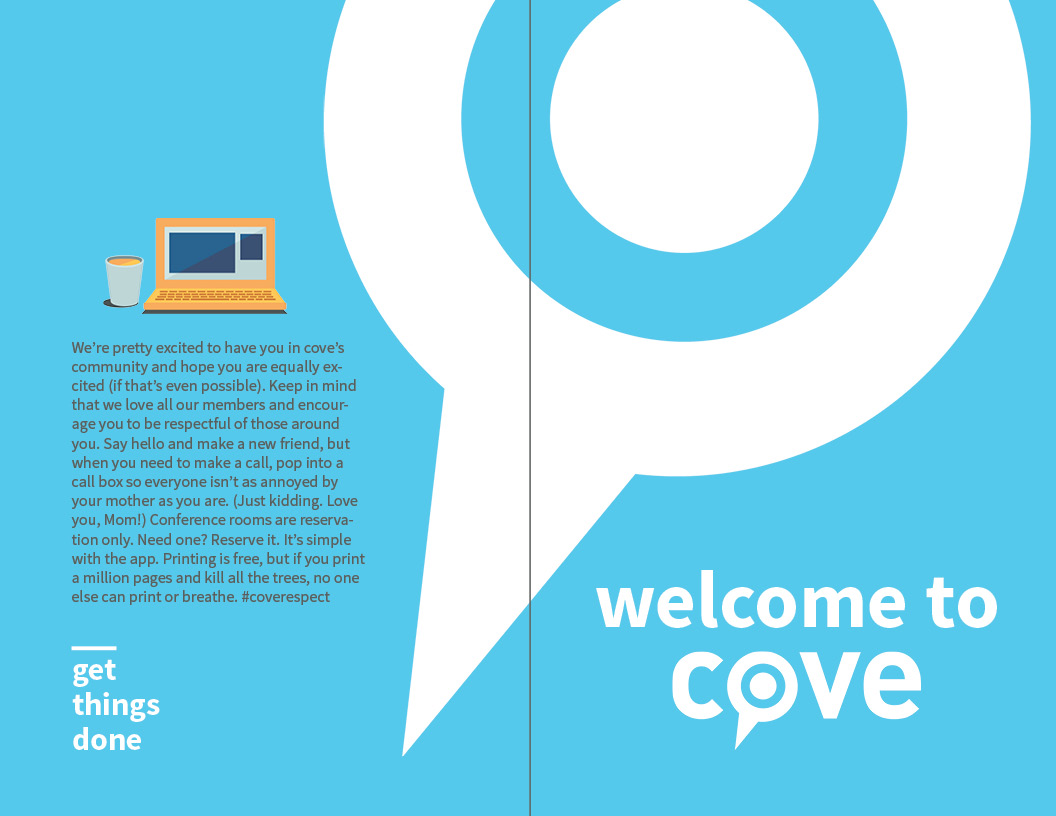 We’re pretty excited to have you in cove’s
community and hope you are equally ex-
cited (if that’s even possible). Keep in mind
that we love all our members and encour-
age you to be respectful of those around
you. Say hello and make a new friend, but
when you need to make a call, pop into a
call box so everyone isn’t as annoyed by
your mother as you are. (Just kidding. Love
you, Mom!) Conference rooms are reserva-
tion only. Need one? Reserve it. It’s simple
with the app. Printing is free, but if you print
a million pages and kill all the trees, no one
else can print or breathe. #coverespect
get
things
done
welcome to
cove